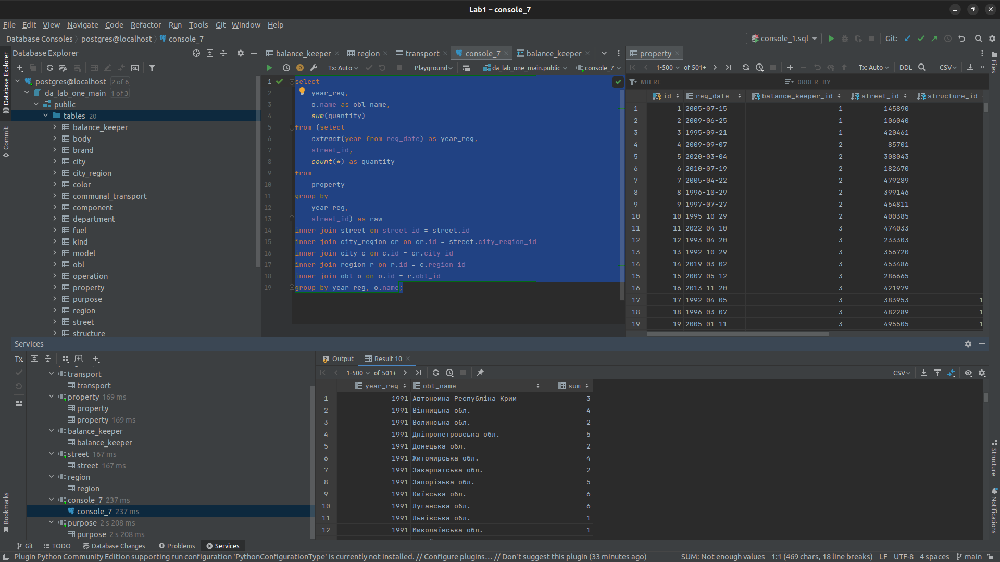 Lab1 – console_7
File Edit View Navigate Code Refactor Run Tools Git Window Help
Database Consoles postgres@localhost console_7
console_1.sql Git:
Database Explorer
Database Explorer
Commit
Bookmarks
2 of 6
postgres@localhost
da_lab_one_main 1 of 3
public
tables 20
balance_keeper
body
brand
city
city_region
color
communal_transport
component
department
fuel
kind
model
obl
operation
property
purpose
region
street
structure
balance_keeper region transport console_7 balance_keeper
Tx: Auto Playground da_lab_one_main.public console_7
1 select
2 year_reg,
3 o.name as obl_name,
4 sum(quantity)
5 from (select
6 extract(year from reg_date) as year_reg,
7 street_id,
8 count(*) as quantity
9 from
10 property
11 group by
12 year_reg,
13 street_id) as raw
14 inner join street on street_id = street.id
15 inner join city_region cr on cr.id = street.city_region_id
16 inner join city c on c.id = cr.city_id
17 inner join region r on r.id = c.region_id
18 inner join obl o on o.id = r.obl_id
19 group by year_reg, o.name;
property
1-500 of 501+ Tx: Auto DDL CSV
WHERE ORDER BY
id reg_date balance_keeper_id street_id structure_id
1 1 2005-07-15 1 145890
2 2 2009-06-25 1 106040
3 3 1995-09-21 1 420461
4 4 2009-09-07 2 85701
5 5 2020-03-04 2 308043
6 6 2010-07-19 2 182670
7 7 2005-04-22 2 479289
8 8 1996-10-29 2 399146
9 9 1997-07-27 2 454811
10 10 1995-10-29 2 400385
11 11 2022-04-10 3 474033
12 12 1993-04-20 3 233303
13 13 1992-10-29 3 356720
14 14 2019-03-02 3 453486
15 15 2007-05-12 3 286665
16 16 2013-11-20 3 421979
17 17 1992-04-05 3 383953 1
18 18 1996-03-07 3 482289 1
19 19 2005-01-11 3 495505 1
Files
Structure
Notifications
Services
Tx
transport
transport
property 169 ms
property
property 169 ms
balance_keeper
balance_keeper
street 167 ms
street 167 ms
region
region
console_7 237 ms
console_7 237 ms
purpose 2 s 208 ms
purpose 2 s 208 ms
Output Result 10
1-500 of 501+ CSV
year_reg obl_name sum
1 1991 Автономна Республіка Крим 3
2 1991 Вінницька обл. 4
3 1991 Волинська обл. 2
4 1991 Дніпропетровська обл. 5
5 1991 Донецька обл. 2
6 1991 Житомирська обл. 4
7 1991 Закарпатська обл. 2
8 1991 Запорізька обл. 5
9 1991 Київська обл. 6
10 1991 Луганська обл. 6
11 1991 Львівська обл. 1
12 1991 Миколаївська обл. 1
Git TODO Database Changes Problems Services
Plugin Python Community Edition supporting run configuration 'PythonConfigurationType' is currently not installed. // Configure plugins... // Don't suggest this plugin (33 minutes ago) SUM: Not enough values 1:1 (469 chars, 18 line breaks) LF UTF-8 4 spaces main